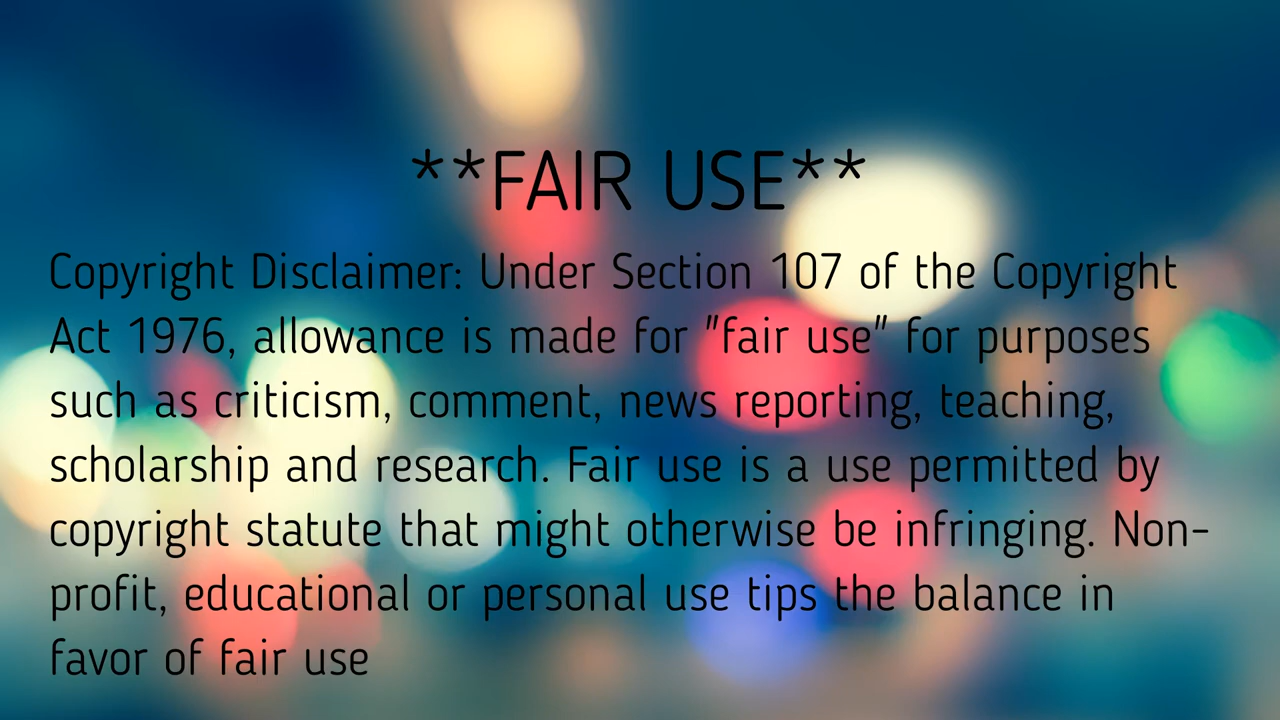 **FAIR USE**
Copyright Disclaimer: Under Section 107 of the Copyright
Act 1976, allowance is made for "fair use" for purposes
such as criticism, comment, news reporting, teaching,
scholarship and research. Fair use is a use permitted by
copyright statute that might otherwise be infringing. Non-
profit, educational or personal use tips the balance in
favor of fair use